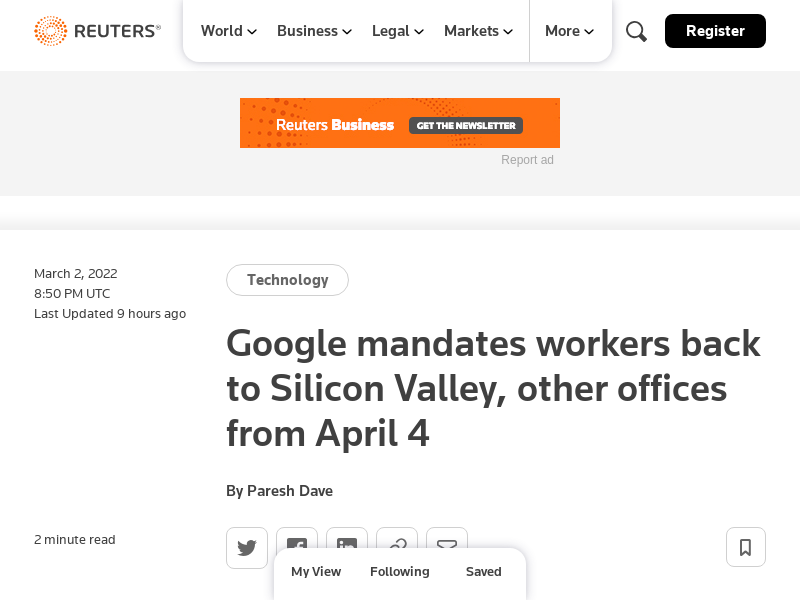 REUTERS®
World
Business
Legal
Markets
More
Register
Reuters Business
GET THE NEWSLETTER
Report ad
March 2, 2022
8:50 PM UTC
Last Updated 9 hours ago
Technology
Google mandates workers back
to Silicon Valley, other offices
from April 4
By Paresh Dave
2 minute read
My View
Following
Saved